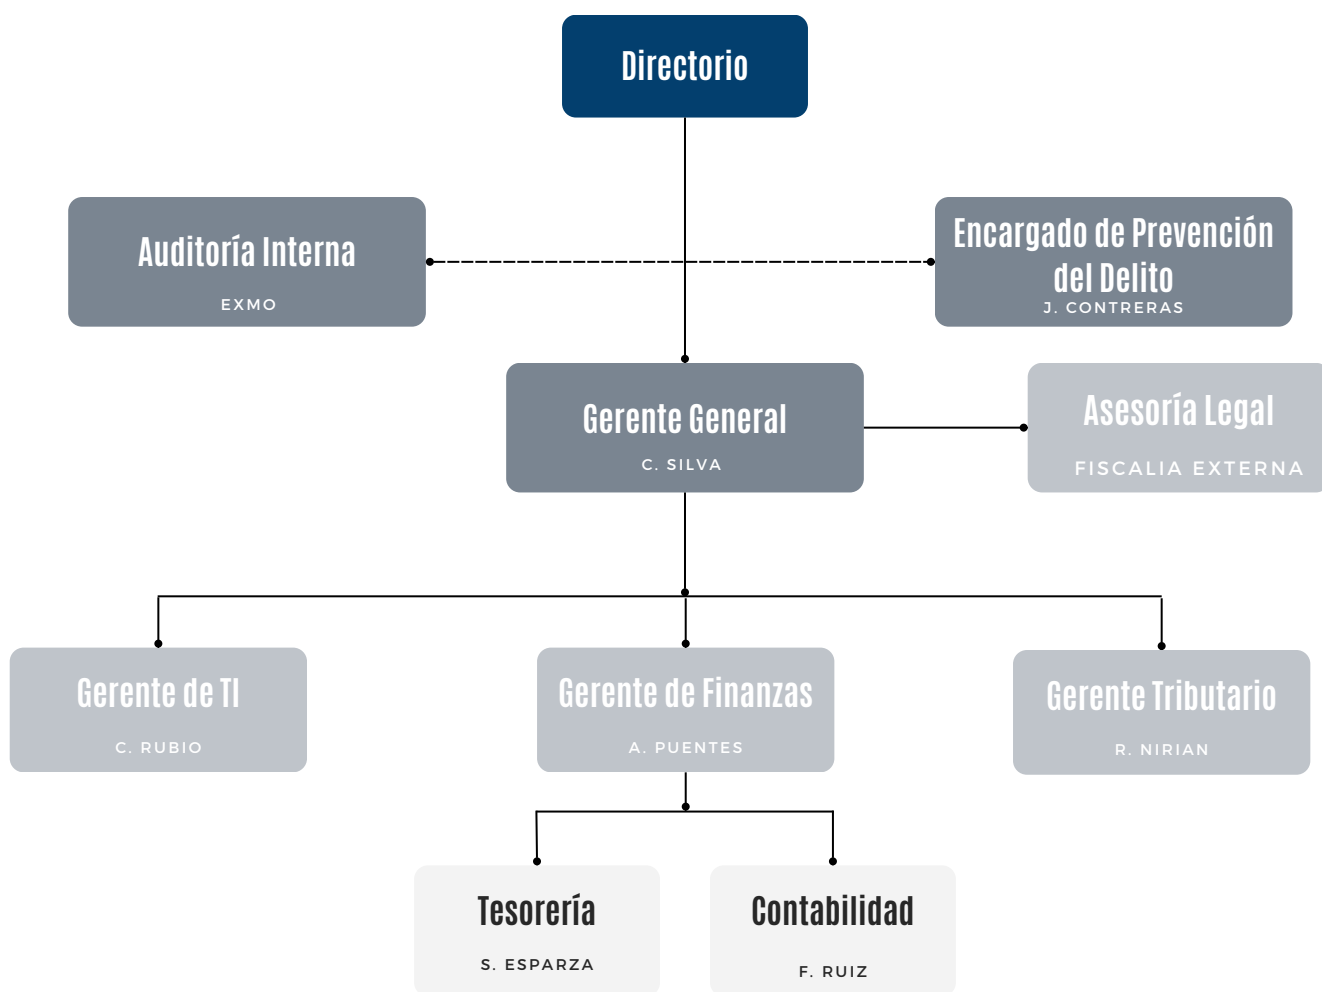 Directorio
Auditoría Interna
EXMO
Encargado de Prevención
del Delito
J. CONTRERAS
Gerente General
C. SILVA
Asesoría Legal
FISCALIA EXTERNA
Gerente de TI
C. RUBIO
Gerente de Finanzas
A. PUENTES
Gerente Tributario
R. NIRIAN
Tesorería
S. ESPARZA
Contabilidad
F. RUIZ